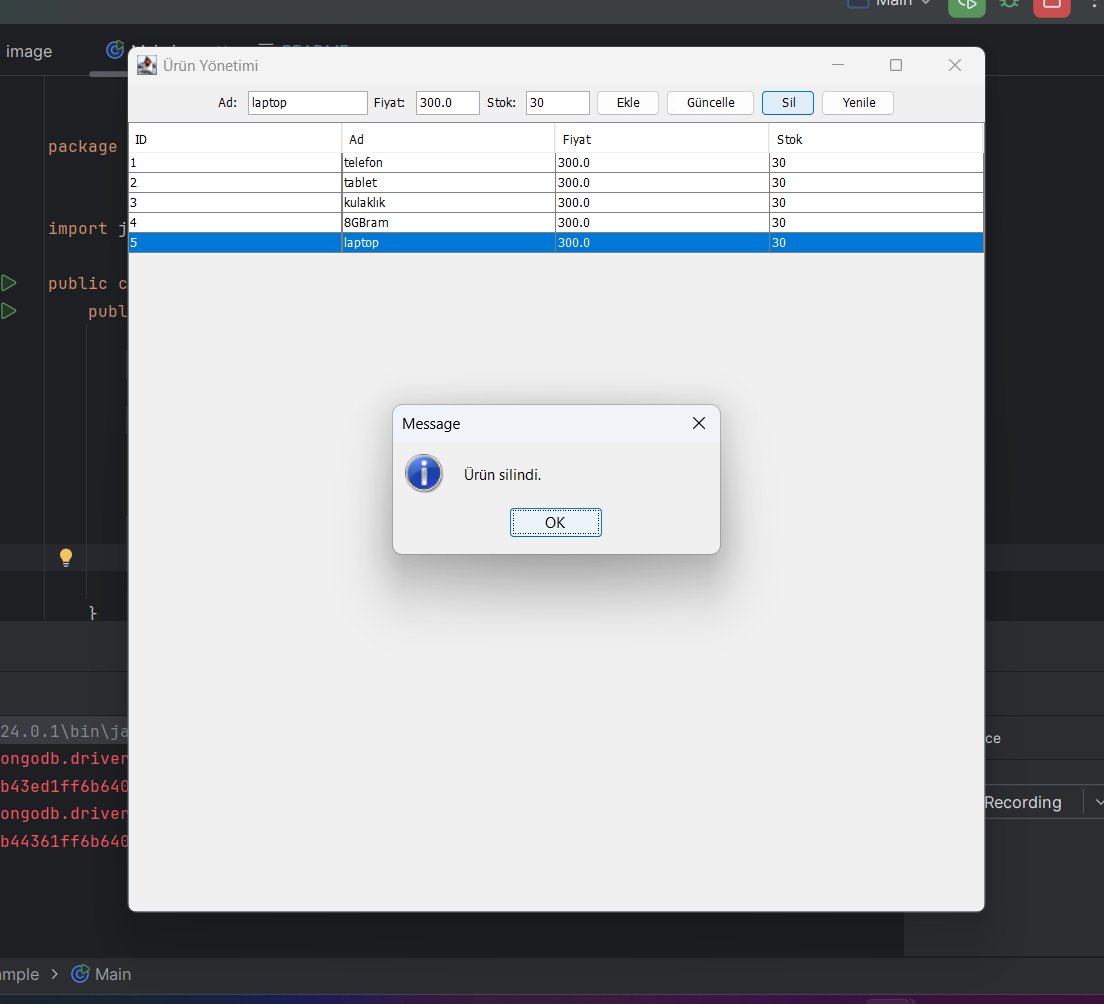 Main
image
Ürün Yönetimi
Ad: laptop Fiyat: 300.0 Stok: 30 Ekle Güncelle Sil Yenile
ID Ad Fiyat Stok
1 telefon 300.0 30
2 tablet 300.0 30
3 kulaklık 300.0 30
4 8GBram 300.0 30
5 laptop 300.0 30
package
import j
public c
publ
Message
Ürün silindi.
OK
}
24.0.1\bin\ja
ce
ongodb.driver
b43ed1ff6b640
Recording
ongodb.driver
b44361ff6b640
mple > Main